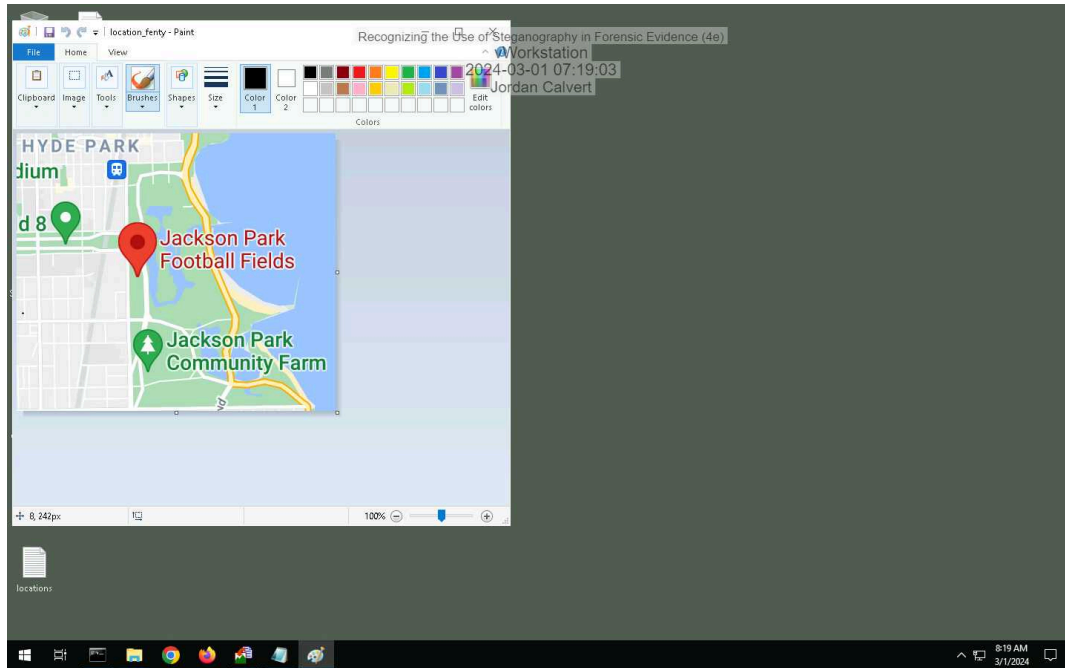 location_fenty - Paint
Recognizing the Use of Steganography in Forensic Evidence (4e)
vWorkstation
2024-03-01 07:19:03
Jordan Calvert
File
Home
View
Clipboard
Image
Tools
Brushes
Shapes
Size
Color
1
Color
2
Edit
colors
Colors
HYDE PARK
dium
d 8
Jackson Park
Football Fields
Jackson Park
Community Farm
vd
8, 242px
100%
locations
8:19 AM
3/1/2024